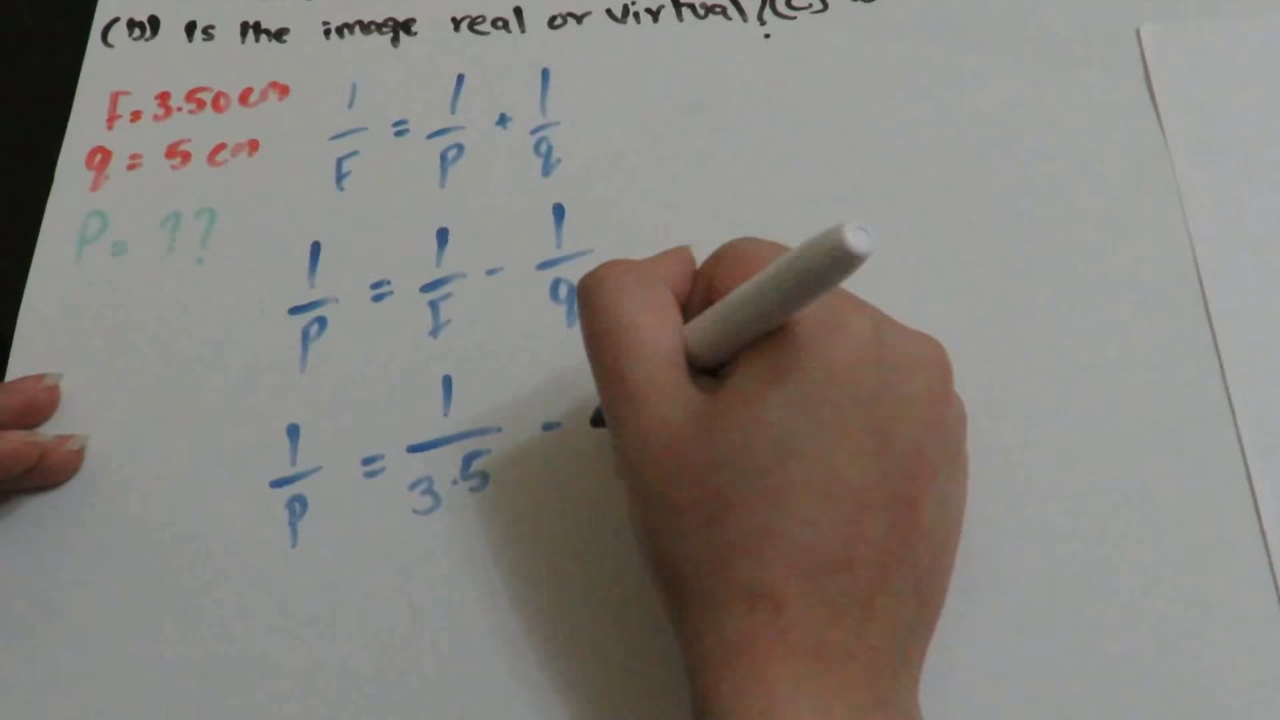 (b) Is the image real or virtual? (c)
F = 3.50 cm
q = 5 cm
P = ??
1/F = 1/P + 1/q
1/P = 1/F - 1/q
1/P = 1/3.5 -